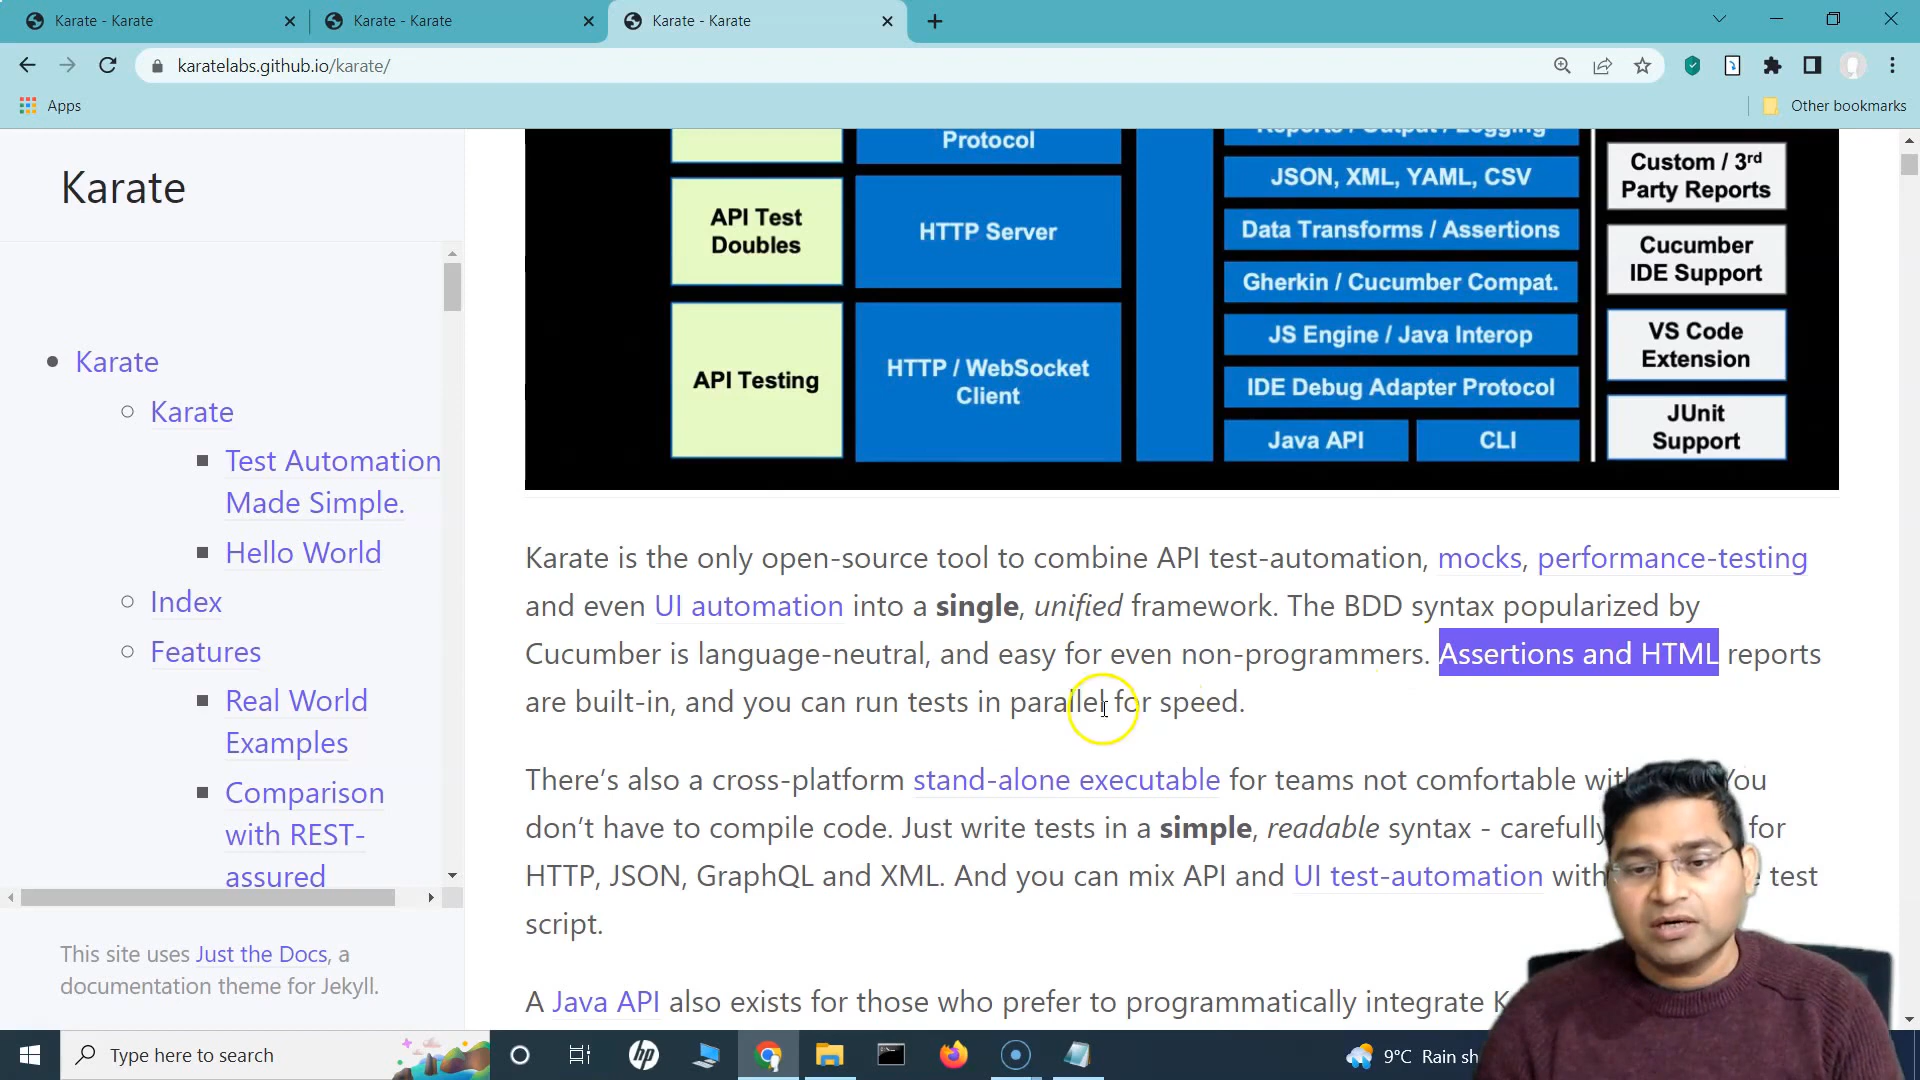 Karate - Karate
Karate - Karate
Karate - Karate
karatelabs.github.io/karate/
Apps
Other bookmarks
Karate
Karate
Karate
Test Automation
Made Simple.
Hello World
Index
Features
Real World
Examples
Comparison
with REST-
assured
This site uses Just the Docs, a
documentation theme for Jekyll.
Protocol
Reports / Output / Logging
JSON, XML, YAML, CSV
Custom / 3rd
Party Reports
API Test
Doubles
HTTP Server
Data Transforms / Assertions
Cucumber
IDE Support
Gherkin / Cucumber Compat.
JS Engine / Java Interop
VS Code
Extension
API Testing
HTTP / WebSocket
Client
IDE Debug Adapter Protocol
JUnit
Support
Java API
CLI
Karate is the only open-source tool to combine API test-automation, mocks, performance-testing
and even UI automation into a single, unified framework. The BDD syntax popularized by
Cucumber is language-neutral, and easy for even non-programmers. Assertions and HTML reports
are built-in, and you can run tests in parallel for speed.
There’s also a cross-platform stand-alone executable for teams not comfortable with You
don’t have to compile code. Just write tests in a simple, readable syntax - carefully for
HTTP, JSON, GraphQL and XML. And you can mix API and UI test-automation test
script.
A Java API also exists for those who prefer to programmatically integrate
Type here to search
hp
9°C Rain